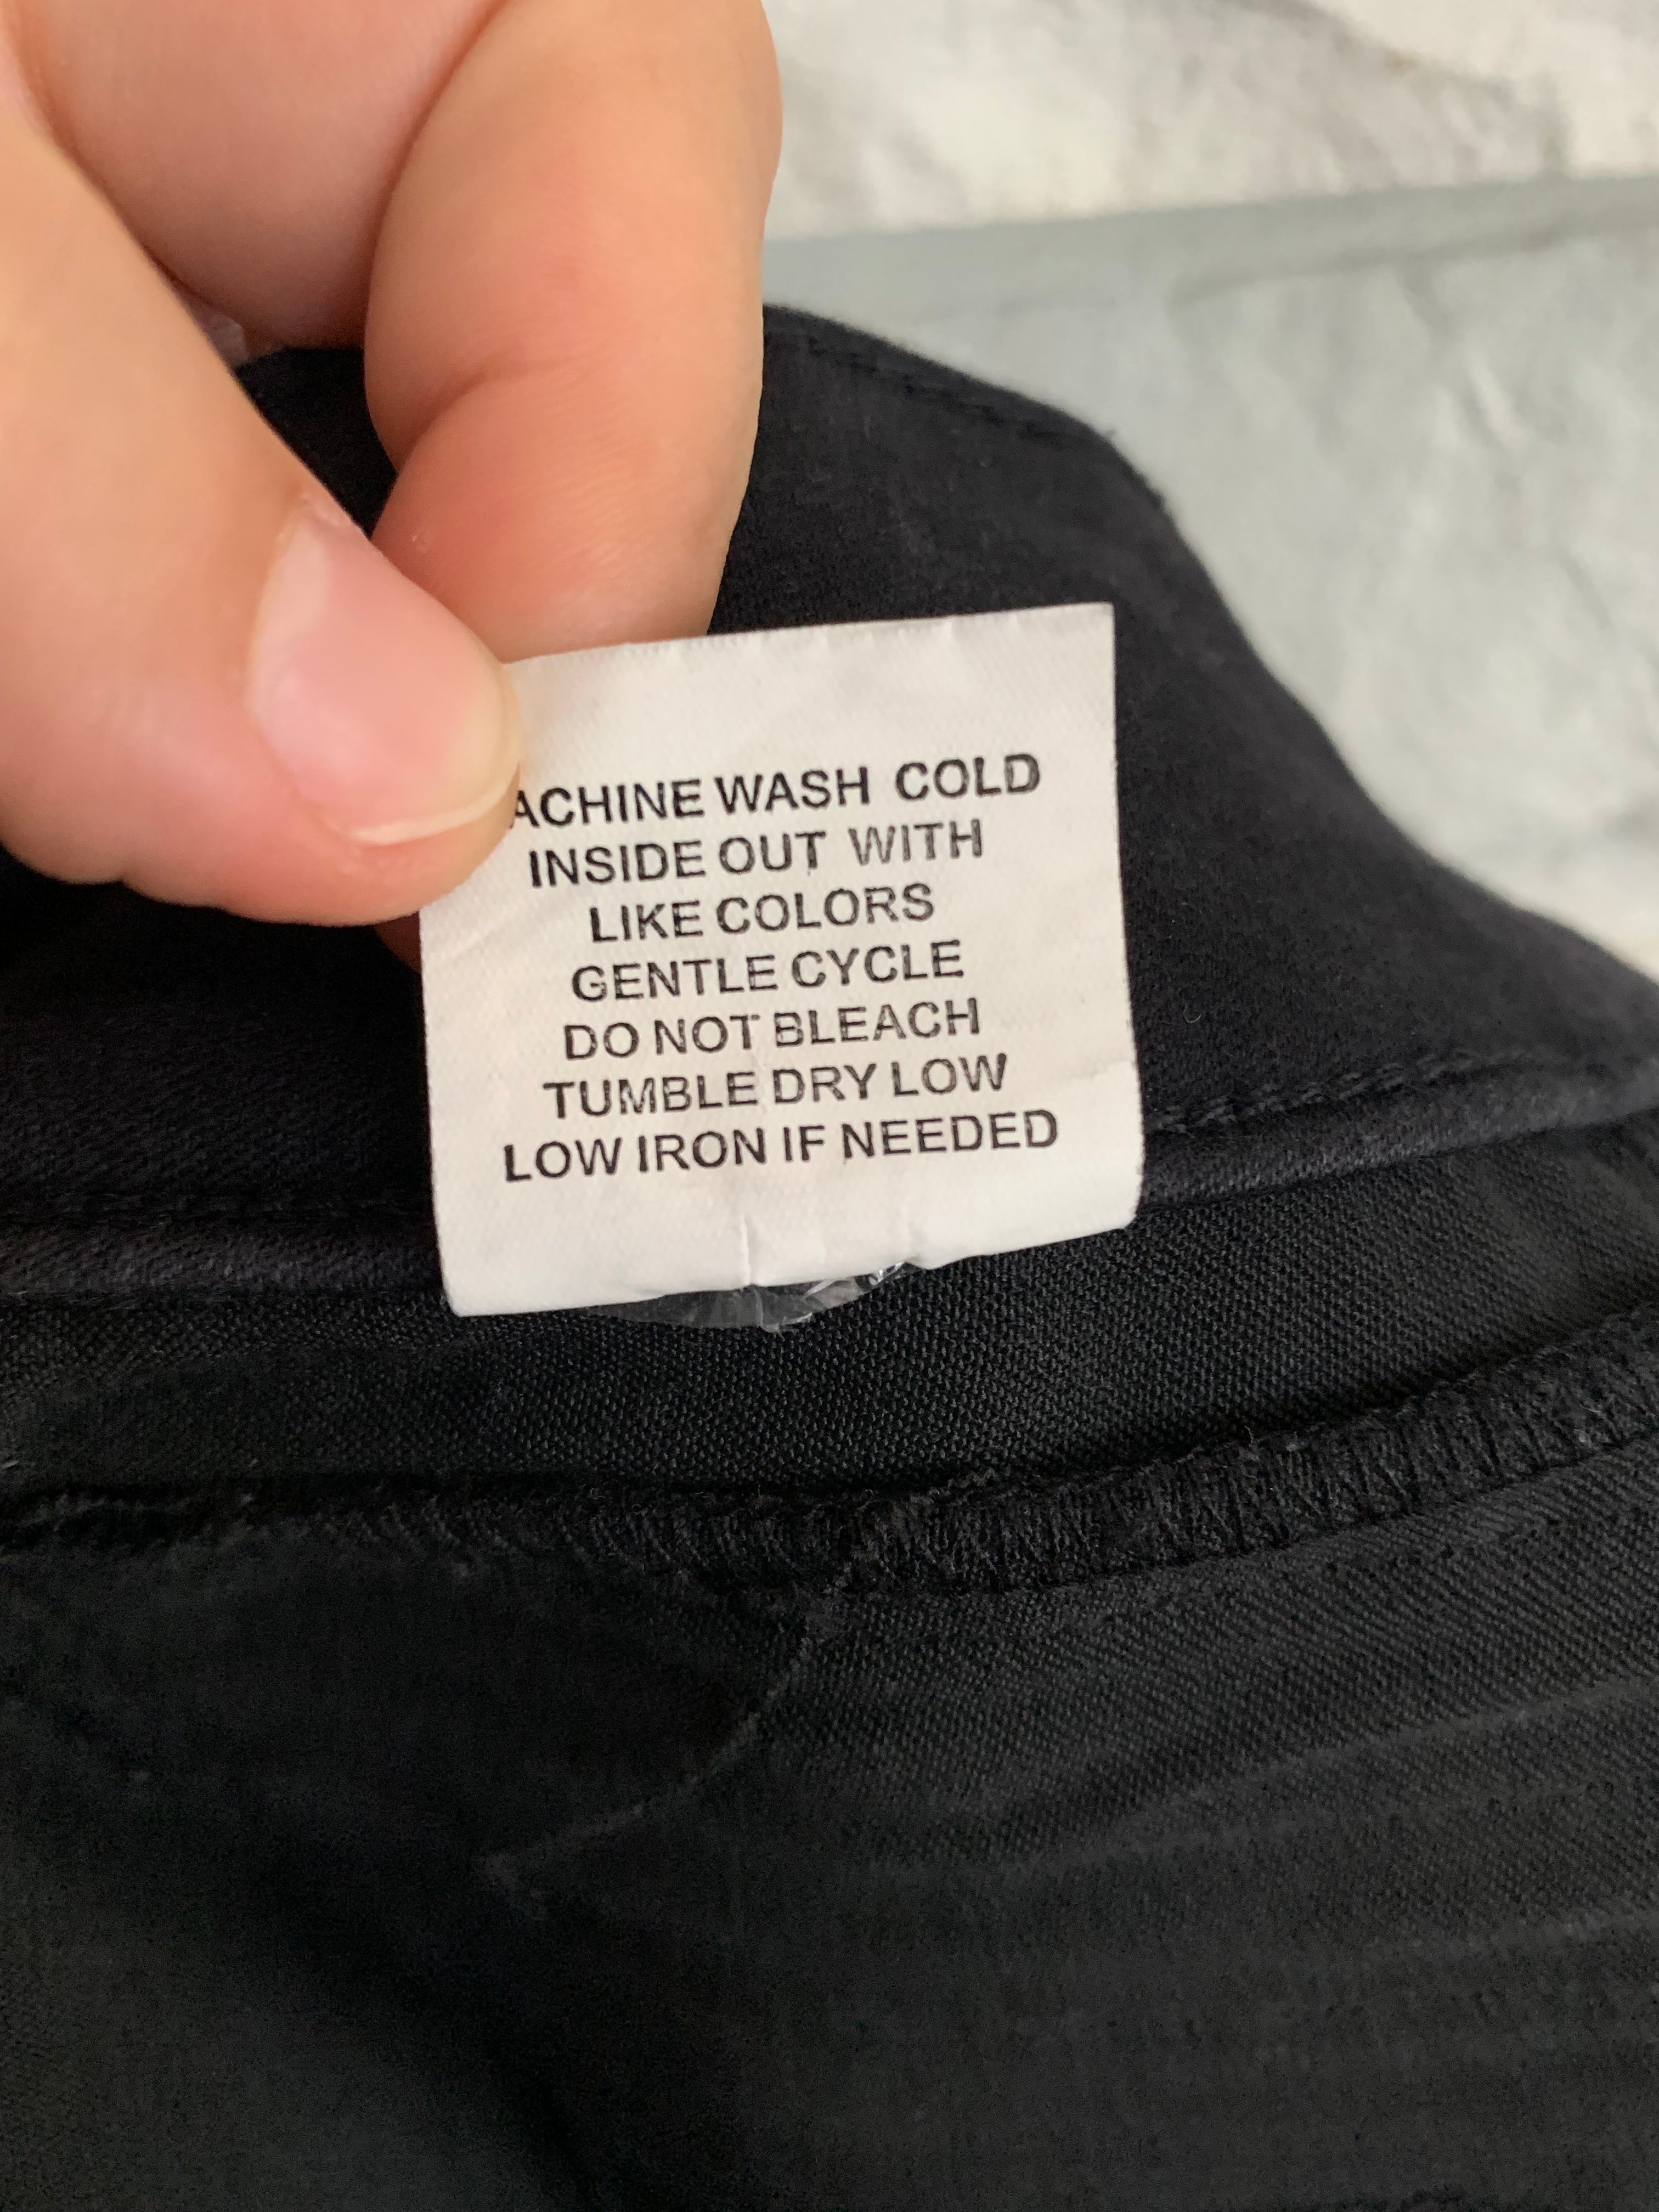 ACHINE WASH COLD
INSIDE OUT WITH
LIKE COLORS
GENTLE CYCLE
DO NOT BLEACH
TUMBLE DRY LOW
LOW IRON IF NEEDED